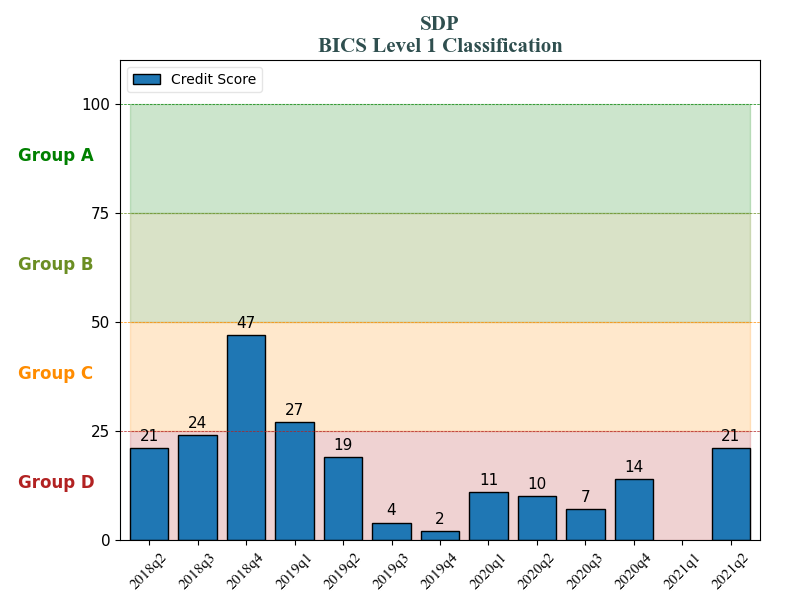 SDP
BICS Level 1 Classification
Credit Score
100
Group A
75
Group B
50
47
Group C
27
25
24
21
21
19
Group D
14
11
10
7
4
2
0
2018q2 2018q3 2018q4 2019q1 2019q2 2019q3 2019q4 2020q1 2020q2 2020q3 2020q4 2021q1 2021q2